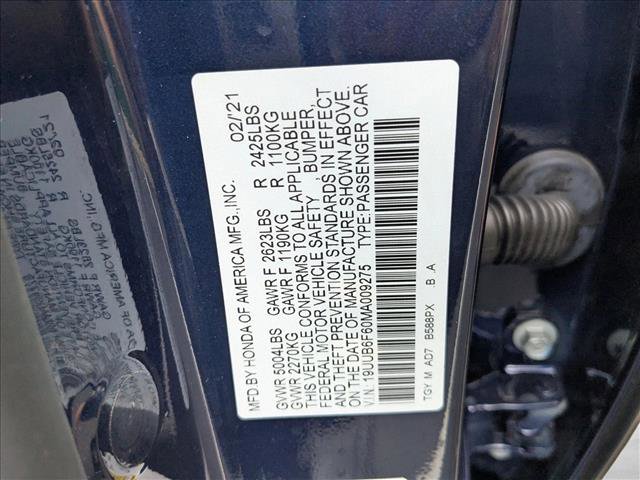 MFD.BY HONDA OF AMERICA MFG.,INC. 02/'21
GVWR 5004LBS GAWR F 2623LBS R 2425LBS
GVWR 2270KG GAWR F 1190KG R 1100KG
THIS VEHICLE CONFORMS TO ALL APPLICABLE
FEDERAL MOTOR VEHICLE SAFETY , BUMPER,
AND THEFT PREVENTION STANDARDS IN EFFECT
ON THE DATE OF MANUFACTURE SHOWN ABOVE.
V.I.N.: 19UUB6F60MA009275 TYPE:PASSENGER CAR
TGY M AD7 B588PX B .A